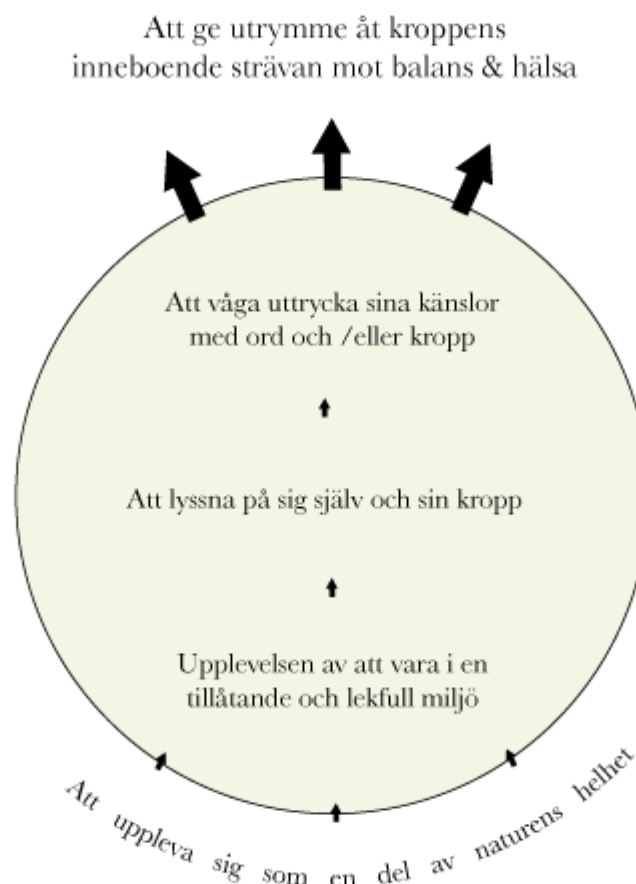 Att ge utrymme åt kroppens
inneboende strävan mot balans & hälsa
Att våga uttrycka sina känslor
med ord och /eller kropp
Att lyssna på sig själv och sin kropp
Upplevelsen av att vara i en
tillåtande och lekfull miljö
Att uppleva sig som en del av naturens helhet